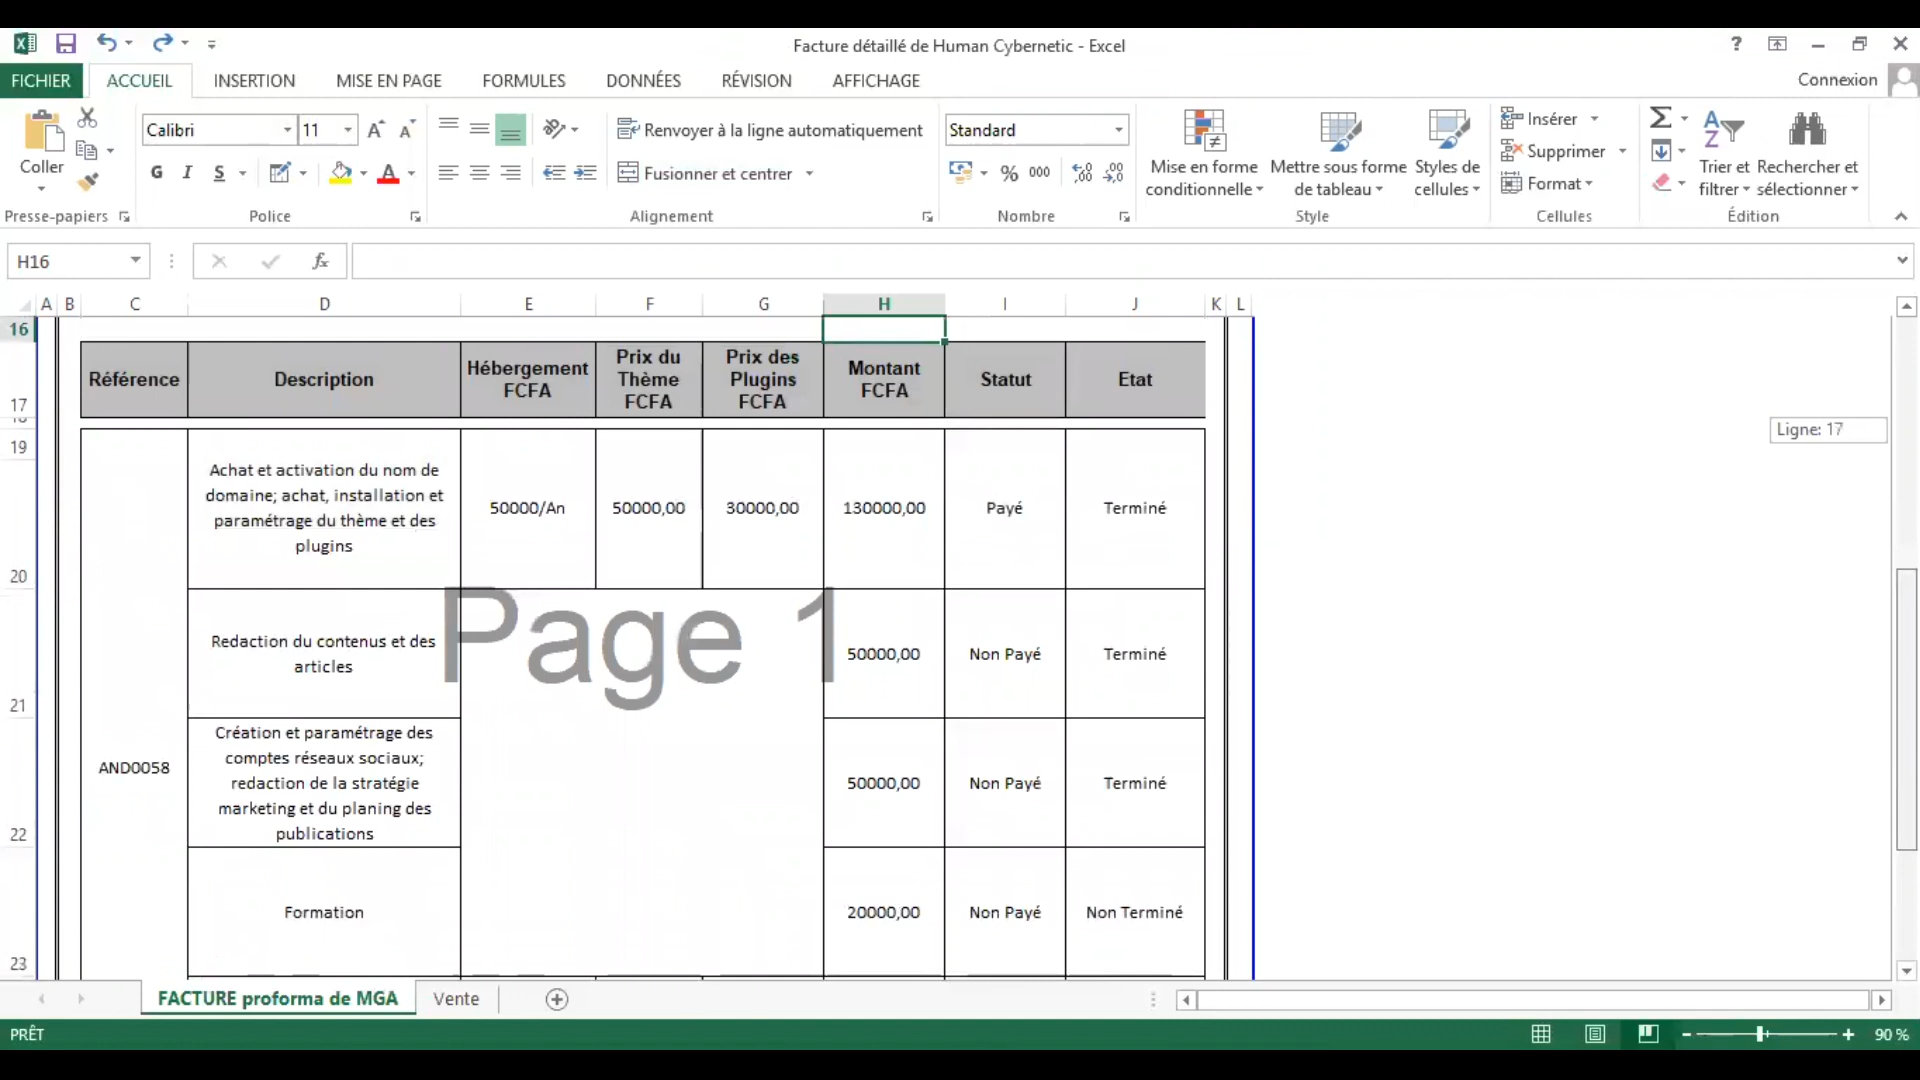 Facture détaillé de Human Cybernetic - Excel
FICHIER ACCUEIL INSERTION MISE EN PAGE FORMULES DONNÉES RÉVISION AFFICHAGE Connexion
Coller
Presse-papiers
Calibri 11
G I S
Police
Renvoyer à la ligne automatiquement
Fusionner et centrer
Alignement
Standard
% 000
Nombre
Mise en forme conditionnelle
Mettre sous forme de tableau
Styles de cellules
Style
Insérer
Supprimer
Format
Cellules
Trier et filtrer
Rechercher et sélectionner
Édition
H16
fx
A B C D E F G H I J K L
16
17
Référence
Description
Hébergement
FCFA
Prix du
Thème
FCFA
Prix des
Plugins
FCFA
Montant
FCFA
Statut
Etat
Ligne: 17
19
20
Achat et activation du nom de
domaine; achat, installation et
paramétrage du thème et des
plugins
50000/An
50000,00
30000,00
130000,00
Payé
Terminé
Page 1
21
Redaction du contenus et des
articles
50000,00
Non Payé
Terminé
AND0058
22
Création et paramétrage des
comptes réseaux sociaux;
redaction de la stratégie
marketing et du planing des
publications
50000,00
Non Payé
Terminé
23
Formation
20000,00
Non Payé
Non Terminé
FACTURE proforma de MGA
Vente
PRÊT
90 %